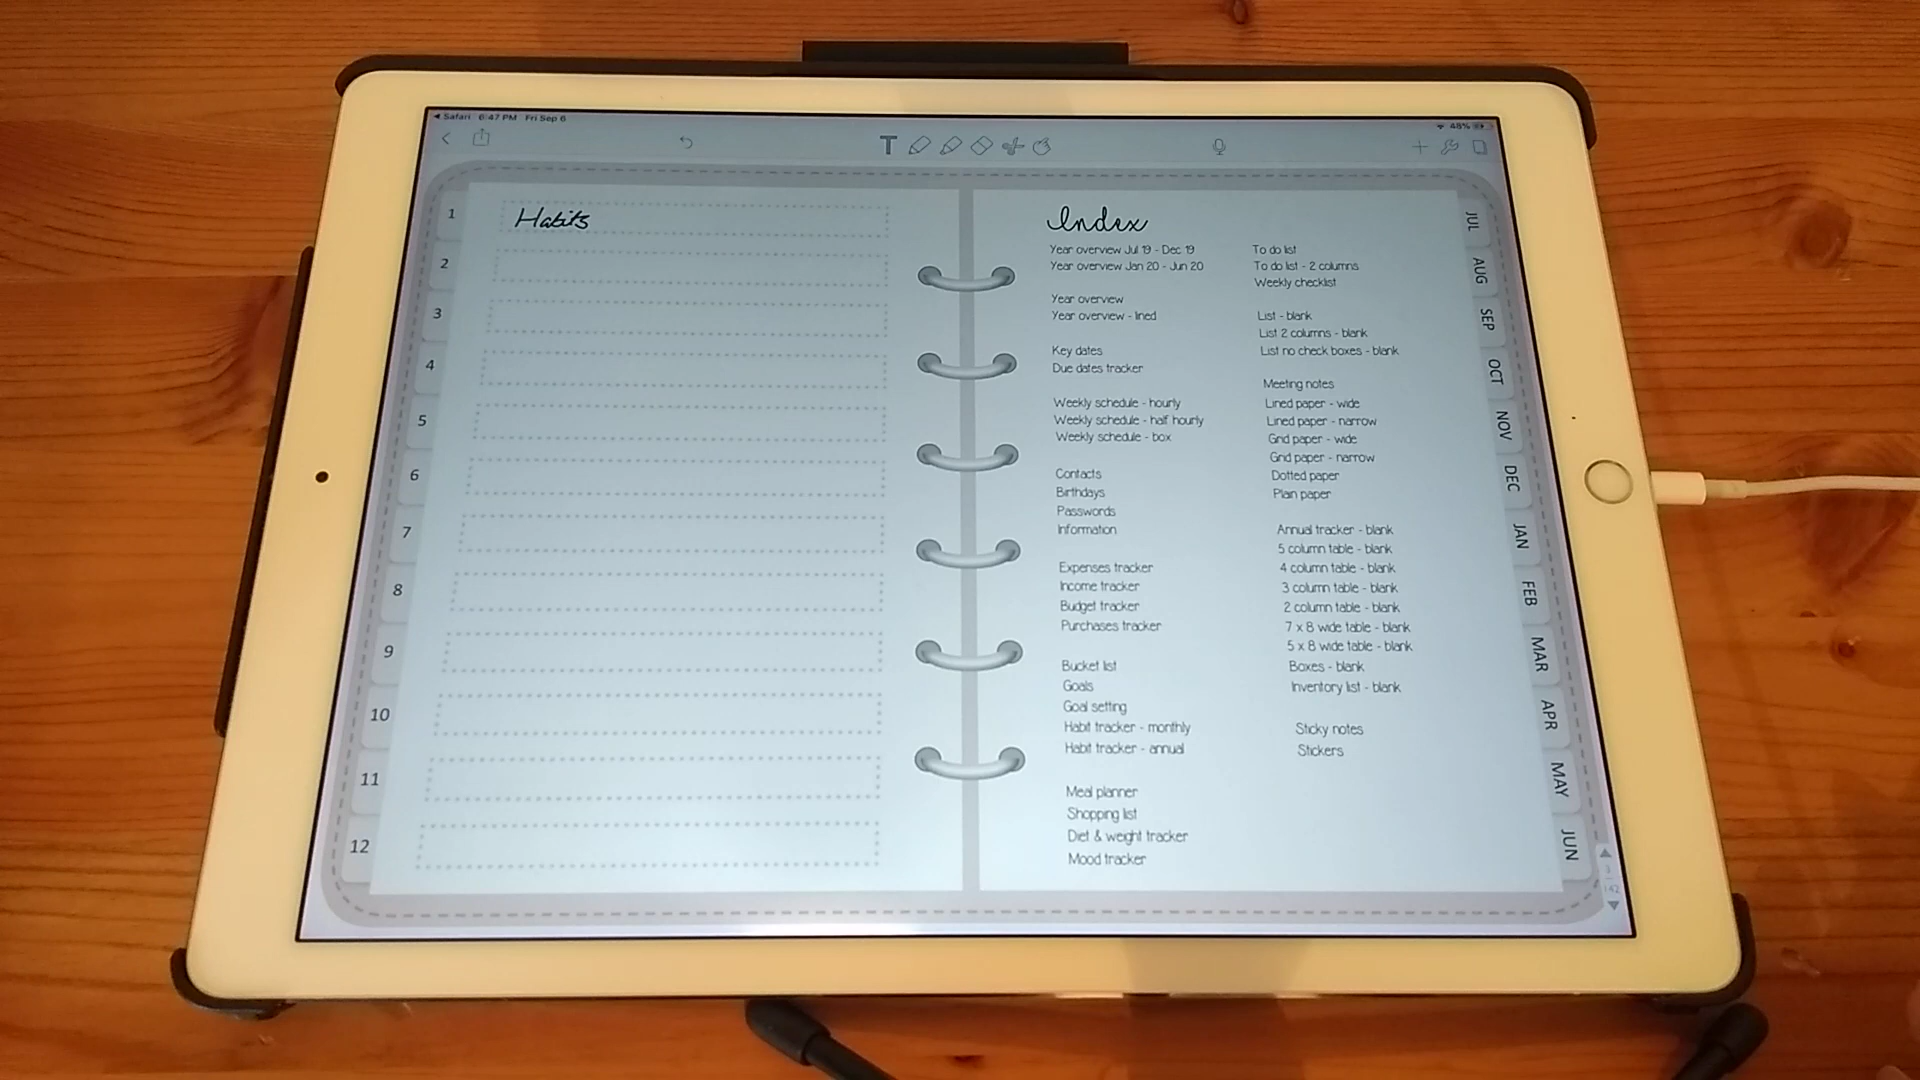 Safari 6:47 PM Fri Sep 6
48%
T
1
2
3
4
5
6
7
8
9
10
11
12
Habits
Index
Year overview Jul 19 - Dec 19
Year overview Jan 20 - Jun 20
Year overview
Year overview - lined
Key dates
Due dates tracker
Weekly schedule - hourly
Weekly schedule - half hourly
Weekly schedule - box
Contacts
Birthdays
Passwords
Information
Expenses tracker
Income tracker
Budget tracker
Purchases tracker
Bucket list
Goals
Goal setting
Habit tracker - monthly
Habit tracker - annual
Meal planner
Shopping list
Diet & weight tracker
Mood tracker
To do list
To do list - 2 columns
Weekly checklist
List - blank
List 2 columns - blank
List no check boxes - blank
Meeting notes
Lined paper - wide
Lined paper - narrow
Grid paper - wide
Grid paper - narrow
Dotted paper
Plain paper
Annual tracker - blank
5 column table - blank
4 column table - blank
3 column table - blank
2 column table - blank
7 x 8 wide table - blank
5 x 8 wide table - blank
Boxes - blank
Inventory list - blank
Sticky notes
Stickers
JUL
AUG
SEP
OCT
NOV
DEC
JAN
FEB
MAR
APR
MAY
JUN
3
142